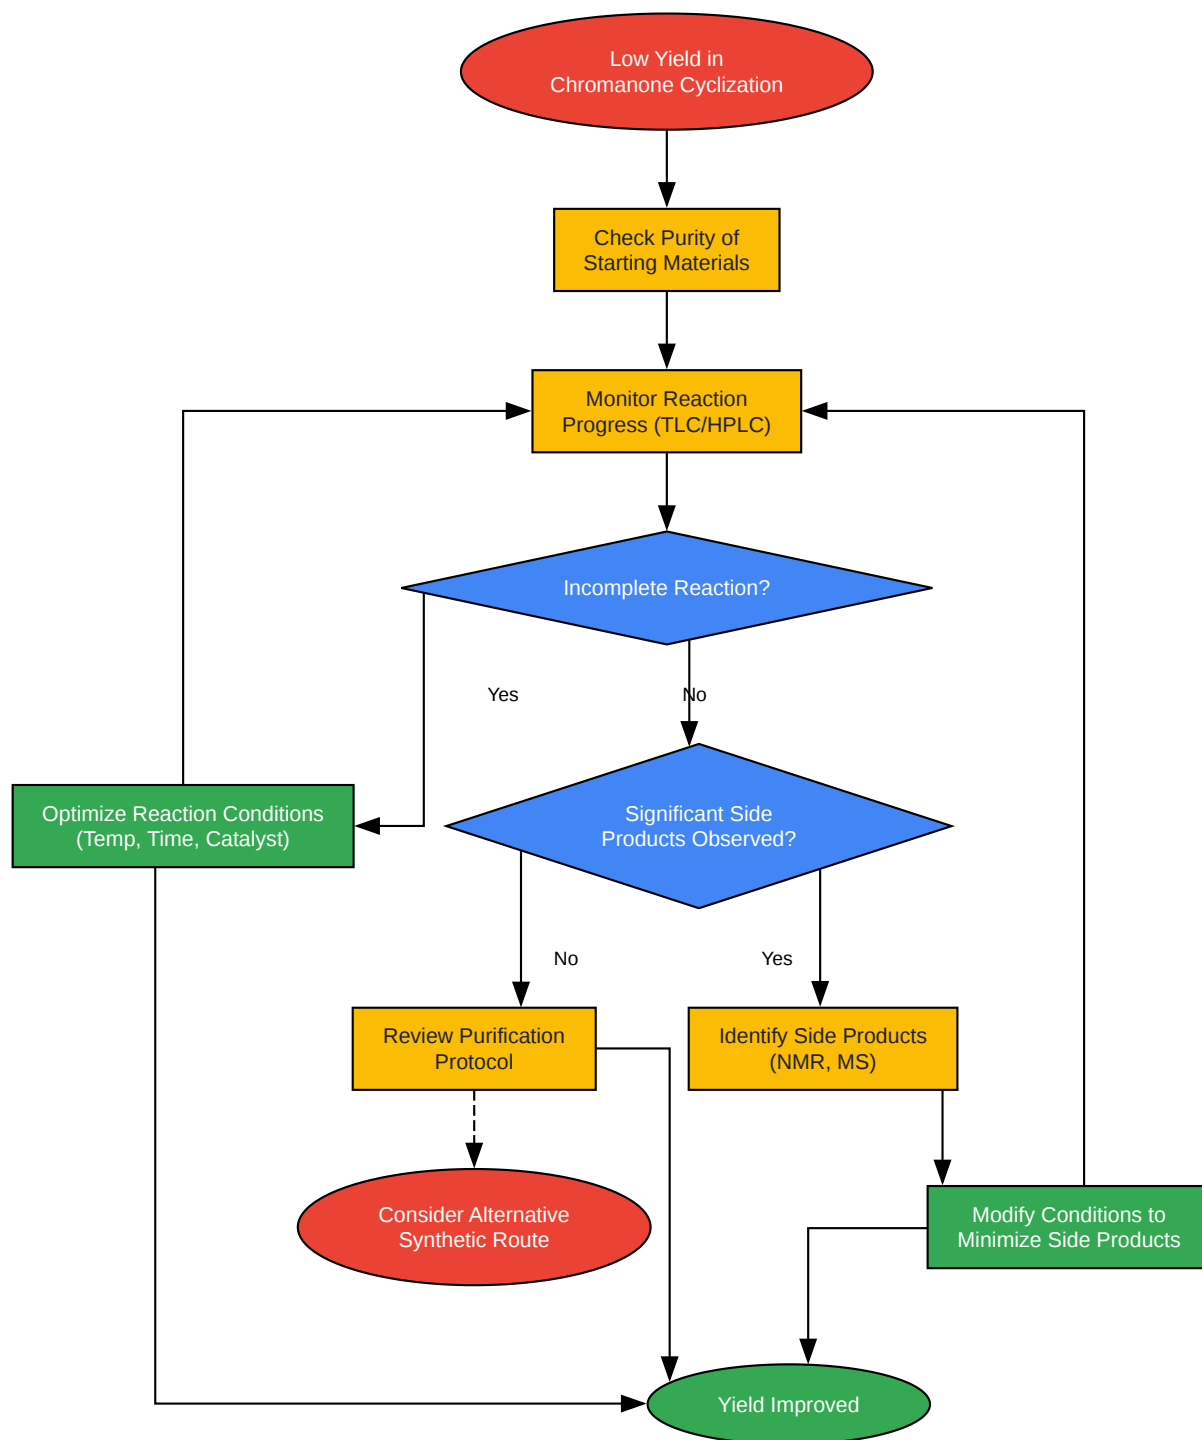 Low Yield in
Chromanone Cyclization
Check Purity of
Starting Materials
Monitor Reaction
Progress (TLC/HPLC)
Incomplete Reaction?
Yes
No
Optimize Reaction Conditions
(Temp, Time, Catalyst)
Significant Side
Products Observed?
No
Yes
Review Purification
Protocol
Identify Side Products
(NMR, MS)
Consider Alternative
Synthetic Route
Modify Conditions to
Minimize Side Products
Yield Improved